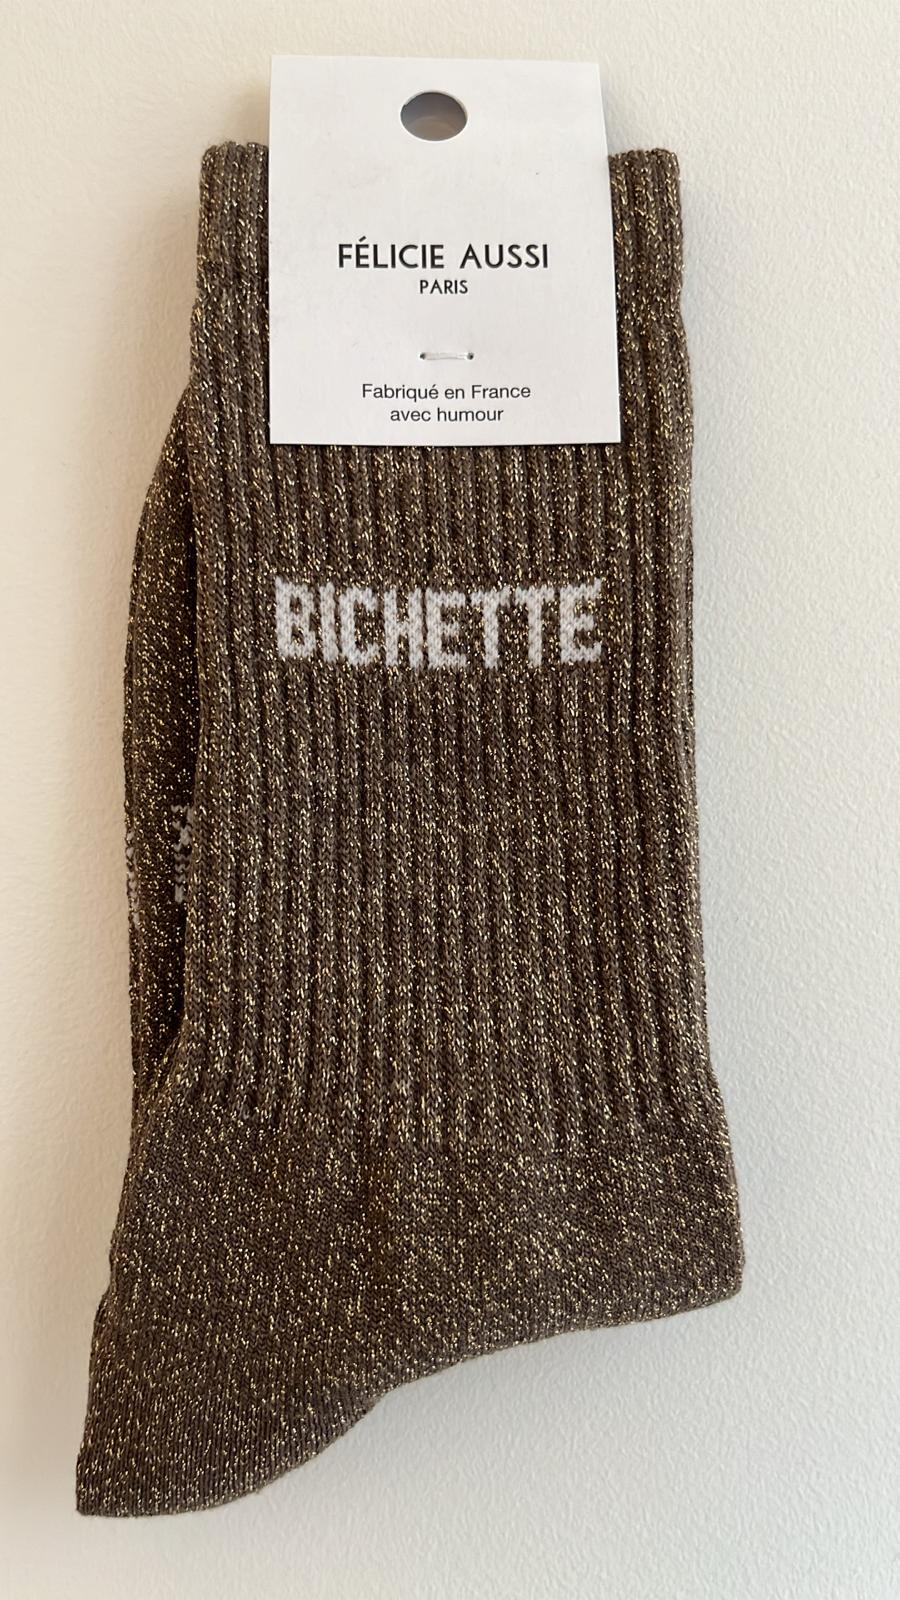 FÉLICIE AUSSI
PARIS
Fabriqué en France
avec humour
BICHETTE